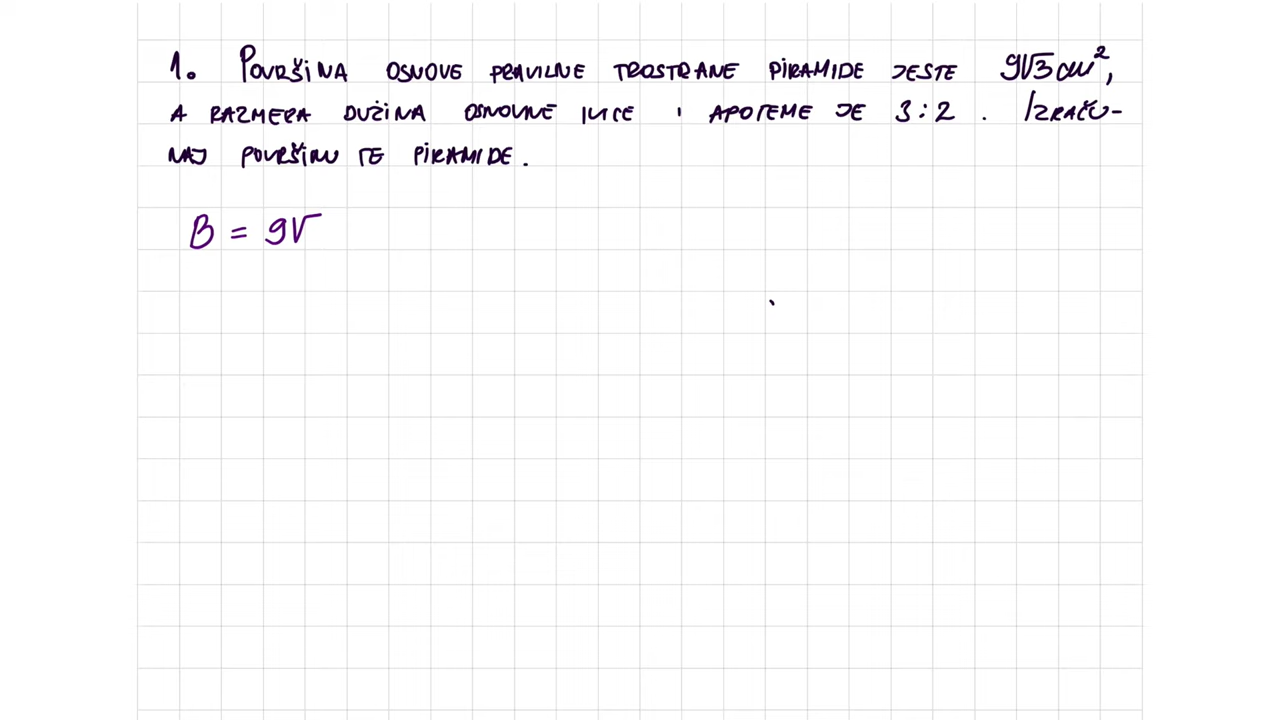 1. POVRŠINA OSNOVE PRAVILNE TROSTRANE PIRAMIDE JESTE 9√3 cm²,
A RAZMERA DUŽINA OSNOVNE IVICE I APOTEME JE 3:2. IZRAČU-
NAJ POVRŠINU TE PIRAMIDE.
B = 9√